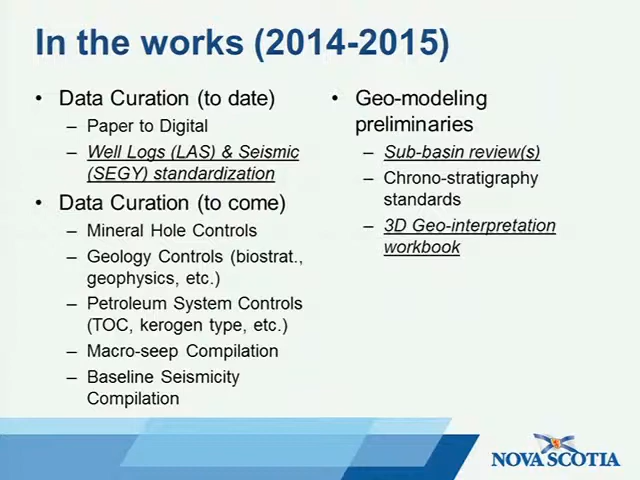 In the works (2014-2015)
• Data Curation (to date)
– Paper to Digital
– Well Logs (LAS) & Seismic
(SEGY) standardization
• Data Curation (to come)
– Mineral Hole Controls
– Geology Controls (biostrat.,
geophysics, etc.)
– Petroleum System Controls
(TOC, kerogen type, etc.)
– Macro-seep Compilation
– Baseline Seismicity
Compilation
• Geo-modeling
preliminaries
– Sub-basin review(s)
– Chrono-stratigraphy
standards
– 3D Geo-interpretation
workbook
NOVA SCOTIA